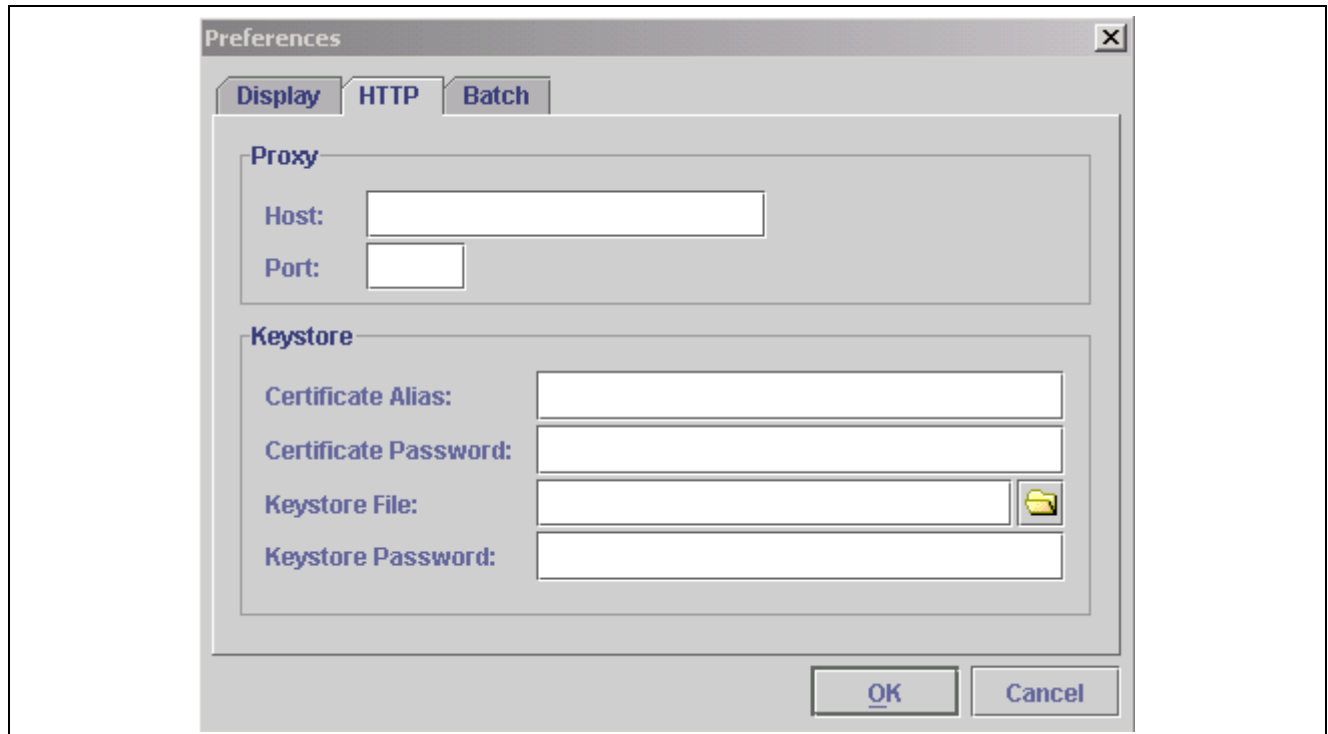 Preferences
Display HTTP Batch
Proxy
Host:
Port:
Keystore
Certificate Alias:
Certificate Password:
Keystore File:
Keystore Password:
OK Cancel